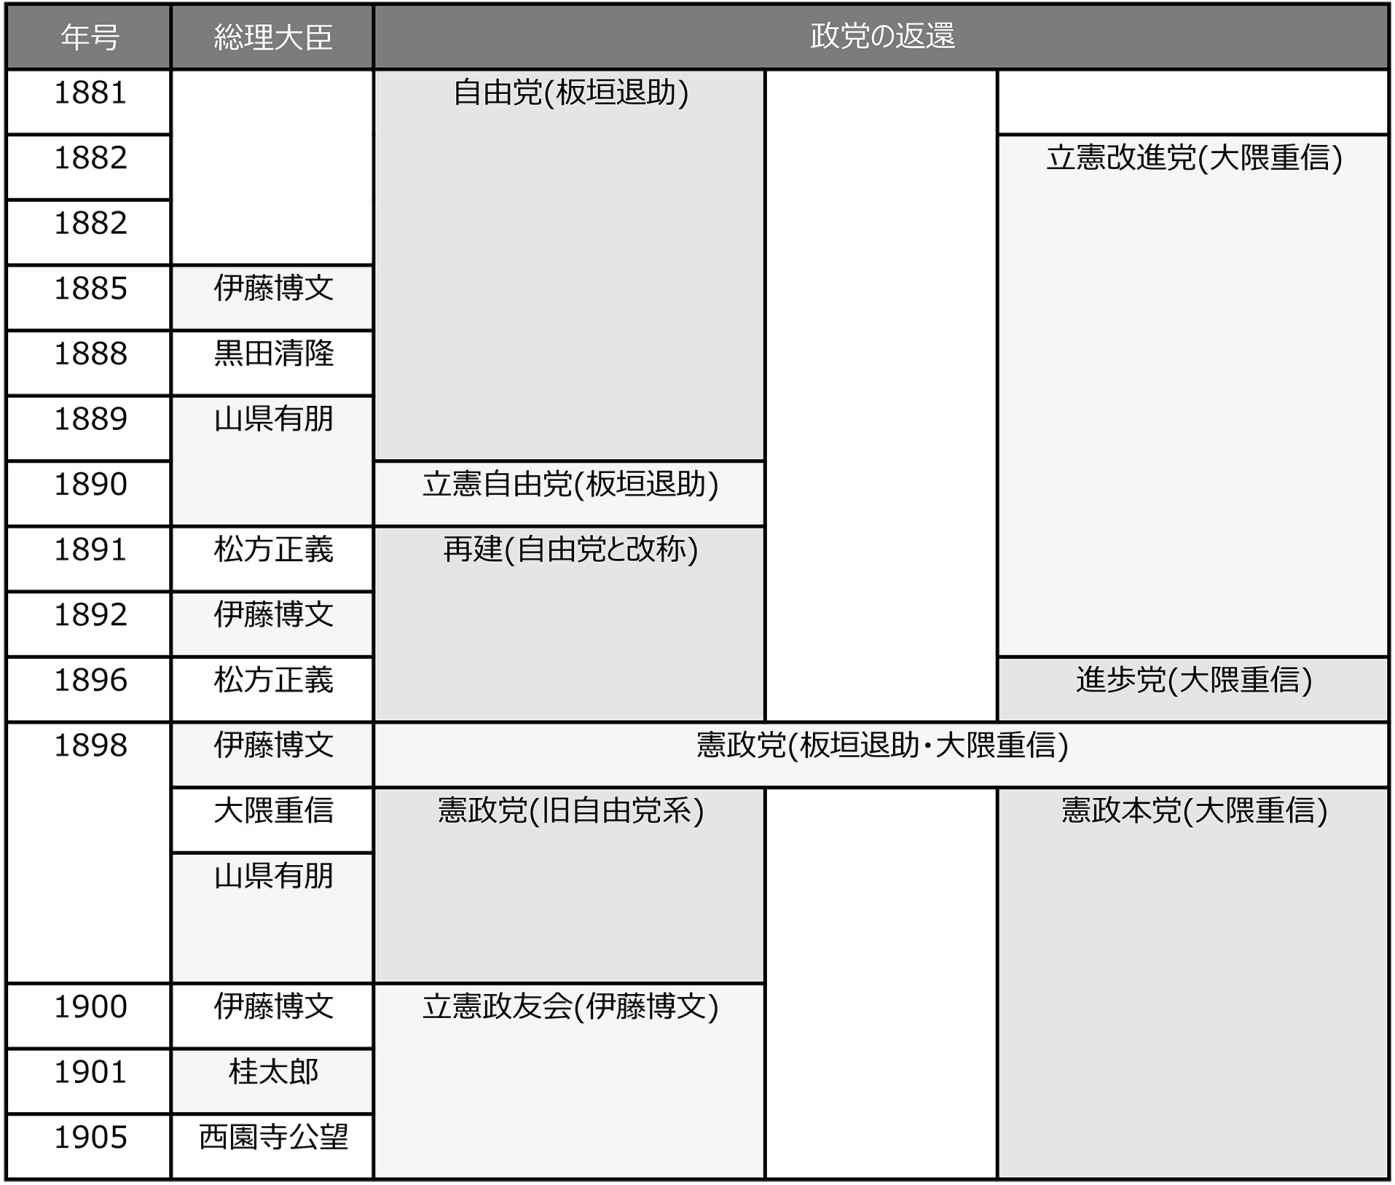 年号 総理大臣 政党の返還
1881 自由党(板垣退助)
1882 立憲改進党(大隈重信)
1882
1885 伊藤博文
1888 黒田清隆
1889 山県有朋
1890 立憲自由党(板垣退助)
1891 松方正義 再建(自由党と改称)
1892 伊藤博文
1896 松方正義 進歩党(大隈重信)
1898 伊藤博文 憲政党(板垣退助・大隈重信)
大隈重信 憲政党(旧自由党系) 憲政本党(大隈重信)
山県有朋
1900 伊藤博文 立憲政友会(伊藤博文)
1901 桂太郎
1905 西園寺公望